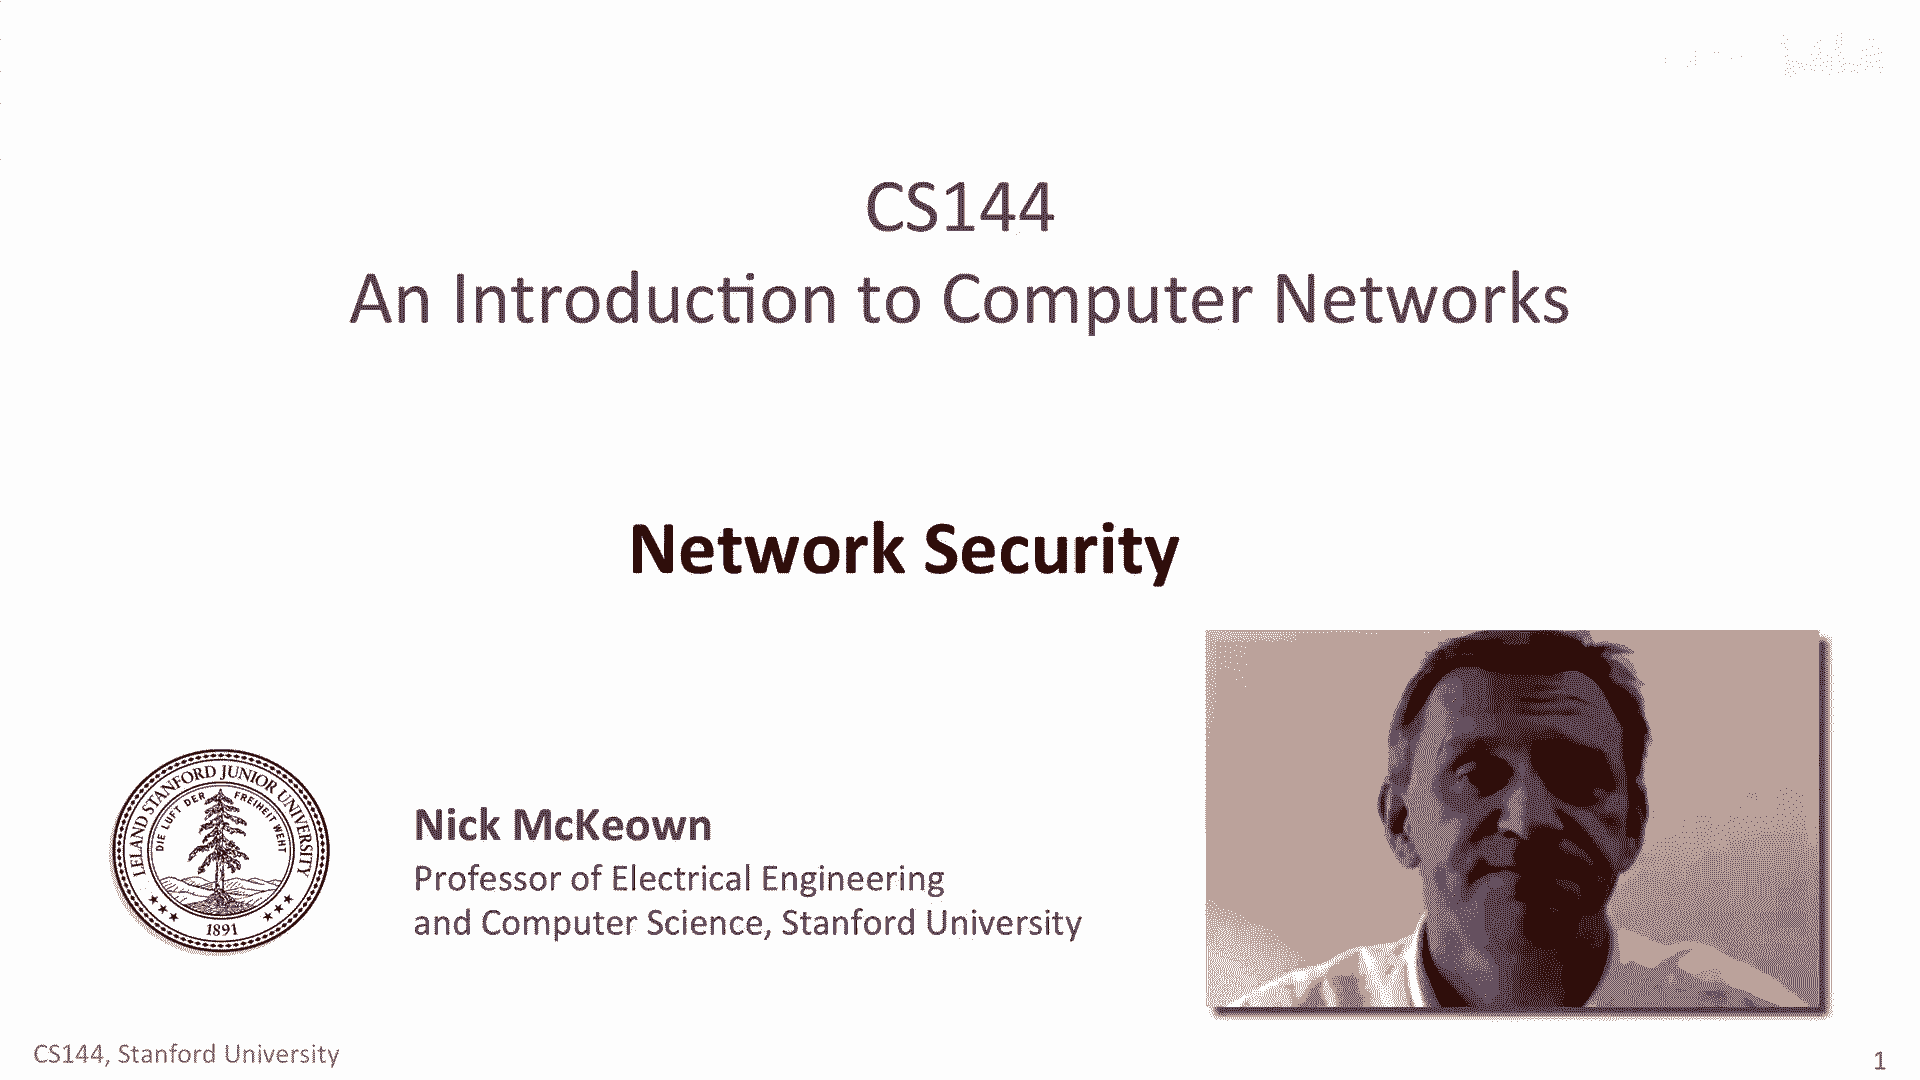 CS144
An Introduction to Computer Networks
Network Security
LELAND STANFORD JUNIOR UNIVERSITY
DIE LUFT DER FREIHEIT WEHT
1891
Nick McKeown
Professor of Electrical Engineering
and Computer Science, Stanford University
CS144, Stanford University
1